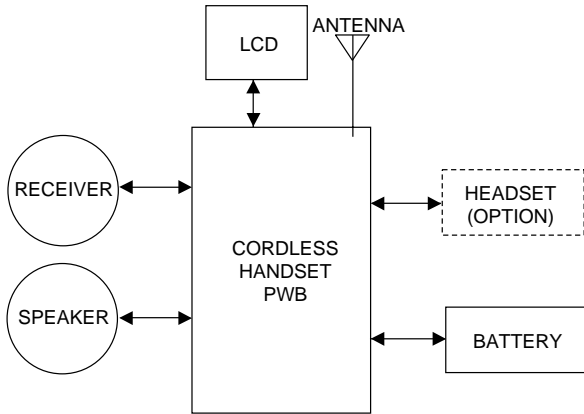 LCD
ANTENNA
RECEIVER
HEADSET
(OPTION)
CORDLESS
HANDSET
PWB
SPEAKER
BATTERY